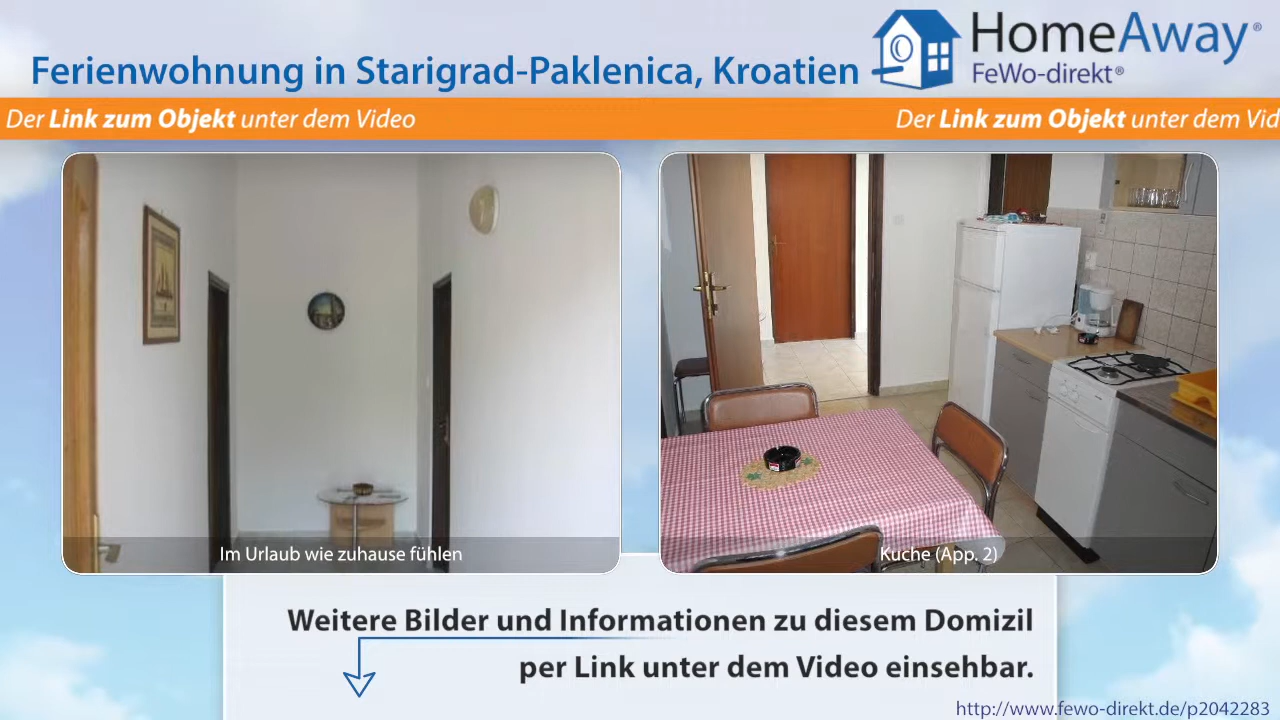 HomeAway®
Ferienwohnung in Starigrad-Paklenica, Kroatien
FeWo-direkt®
Der Link zum Objekt unter dem Video
Der Link zum Objekt unter dem Vid
Im Urlaub wie zuhause fühlen
Küche (App. 2)
Weitere Bilder und Informationen zu diesem Domizil
per Link unter dem Video einsehbar.
http://www.fewo-direkt.de/p2042283